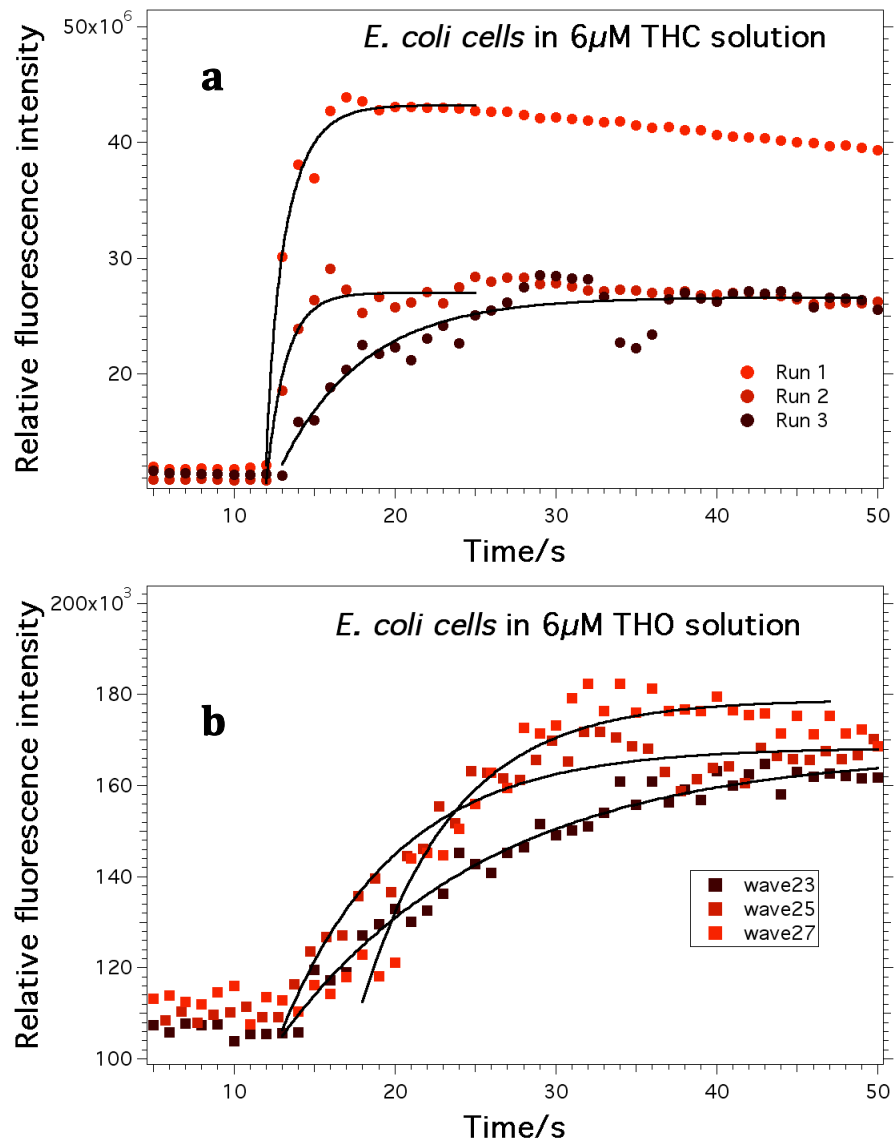 50x10⁶
E. coli cells in 6µM THC solution
a
40
30
20
Relative fluorescence intensity
Run 1
Run 2
Run 3
10
20
30
40
50
Time/s
200x10³
E. coli cells in 6µM THO solution
b
180
160
140
120
100
Relative fluorescence intensity
wave23
wave25
wave27
10
20
30
40
50
Time/s